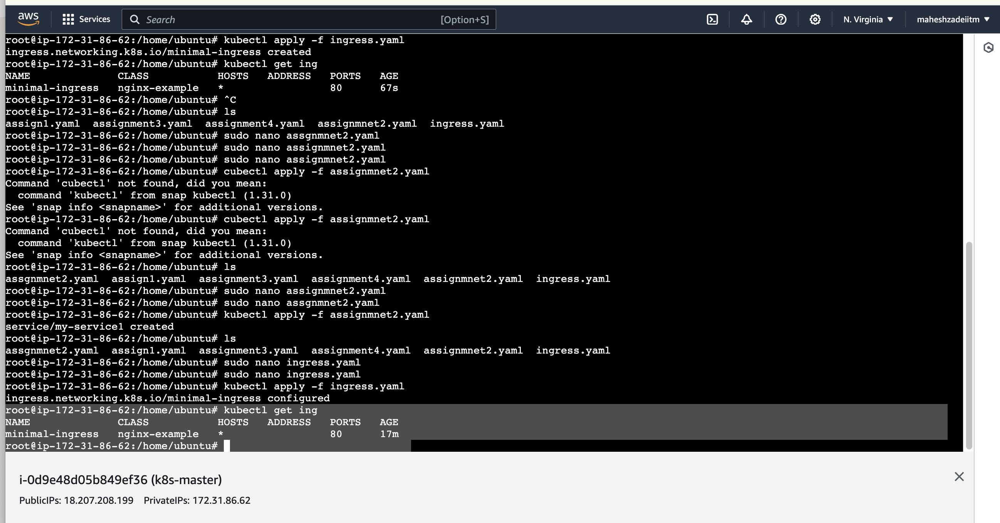 aws Services Search [Option+S] N. Virginia maheshzadeiitm
root@ip-172-31-86-62:/home/ubuntu# kubectl apply -f ingress.yaml
ingress.networking.k8s.io/minimal-ingress created
root@ip-172-31-86-62:/home/ubuntu# kubectl get ing
NAME CLASS HOSTS ADDRESS PORTS AGE
minimal-ingress nginx-example * 80 67s
root@ip-172-31-86-62:/home/ubuntu# ^C
root@ip-172-31-86-62:/home/ubuntu# ls
assign1.yaml assignment3.yaml assignment4.yaml assignmnet2.yaml ingress.yaml
root@ip-172-31-86-62:/home/ubuntu# sudo nano assgnmnet2.yaml
root@ip-172-31-86-62:/home/ubuntu# sudo nano assignmnet2.yaml
root@ip-172-31-86-62:/home/ubuntu# sudo nano assignmnet2.yaml
root@ip-172-31-86-62:/home/ubuntu# cubectl apply -f assignmnet2.yaml
Command 'cubectl' not found, did you mean:
command 'kubectl' from snap kubectl (1.31.0)
See 'snap info <snapname>' for additional versions.
root@ip-172-31-86-62:/home/ubuntu# cubectl apply -f assignmnet2.yaml
Command 'cubectl' not found, did you mean:
command 'kubectl' from snap kubectl (1.31.0)
See 'snap info <snapname>' for additional versions.
root@ip-172-31-86-62:/home/ubuntu# ls
assgnmnet2.yaml assign1.yaml assignment3.yaml assignment4.yaml assignmnet2.yaml ingress.yaml
root@ip-172-31-86-62:/home/ubuntu# sudo nano assignmnet2.yaml
root@ip-172-31-86-62:/home/ubuntu# sudo nano assgnmnet2.yaml
root@ip-172-31-86-62:/home/ubuntu# kubectl apply -f assignmnet2.yaml
service/my-service1 created
root@ip-172-31-86-62:/home/ubuntu# ls
assgnmnet2.yaml assign1.yaml assignment3.yaml assignment4.yaml assignmnet2.yaml ingress.yaml
root@ip-172-31-86-62:/home/ubuntu# sudo nano ingress.yaml
root@ip-172-31-86-62:/home/ubuntu# sudo nano ingress.yaml
root@ip-172-31-86-62:/home/ubuntu# kubectl apply -f ingress.yaml
ingress.networking.k8s.io/minimal-ingress configured
root@ip-172-31-86-62:/home/ubuntu# kubectl get ing
NAME CLASS HOSTS ADDRESS PORTS AGE
minimal-ingress nginx-example * 80 17m
root@ip-172-31-86-62:/home/ubuntu#
i-0d9e48d05b849ef36 (k8s-master)
PublicIPs: 18.207.208.199 PrivateIPs: 172.31.86.62